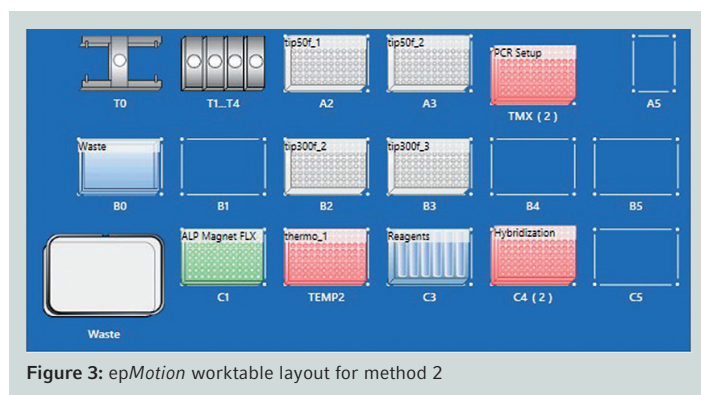 tip50f_1 tip50f_2 PCR Setup
T0 T1...T4 A2 A3 TMX ( 2 ) A5
Waste tip300f_2 tip300f_3
B0 B1 B2 B3 B4 B5
ALP Magnet FLX thermo_1 Reagents Hybridization
C1 TEMP2 C3 C4 ( 2 ) C5
Waste
Figure 3: epMotion worktable layout for method 2